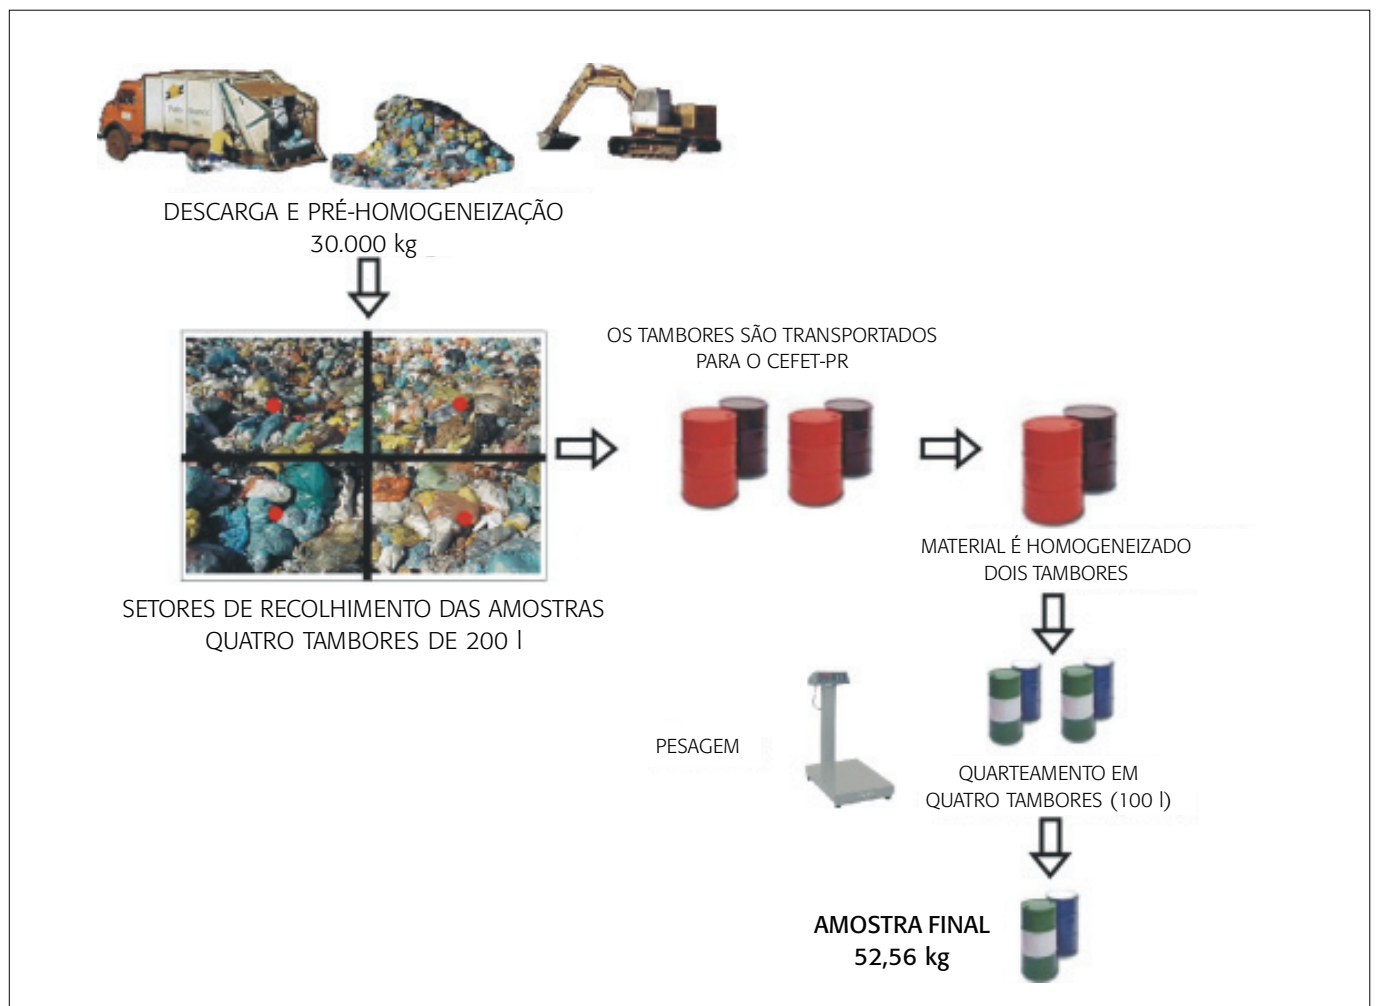 DESCARGA E PRÉ-HOMOGENEIZAÇÃO
30.000 kg
SETORES DE RECOLHIMENTO DAS AMOSTRAS
QUATRO TAMBORES DE 200 l
OS TAMBORES SÃO TRANSPORTADOS
PARA O CEFET-PR
MATERIAL É HOMOGENEIZADO
DOIS TAMBORES
PESAGEM
QUARTEAMENTO EM
QUATRO TAMBORES (100 l)
AMOSTRA FINAL
52,56 kg